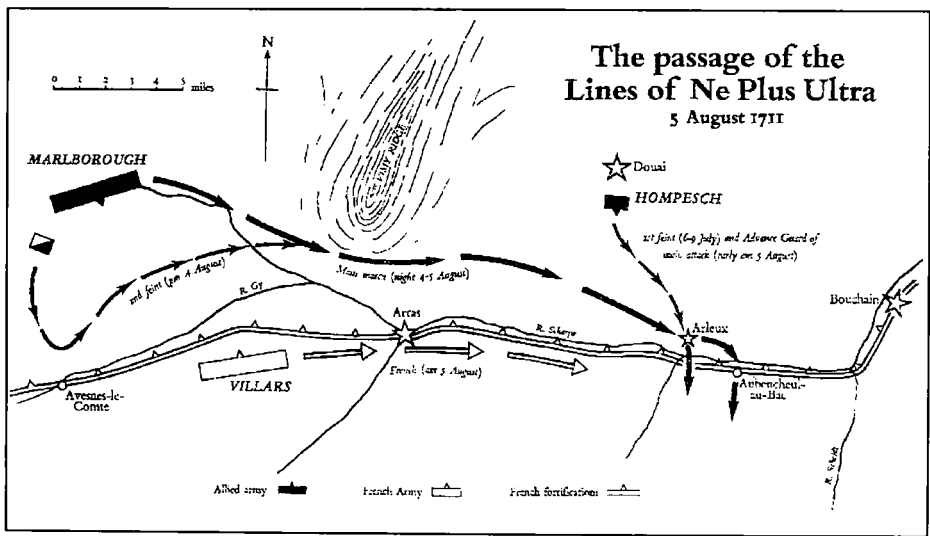 The passage of the
Lines of Ne Plus Ultra
5 August 1711
N
0 1 2 3 4 5 miles
MARLBOROUGH
VIMY RIDGE
Douai
HOMPESCH
1st feint (6-9 July) and Advance Guard of
main attack (early am 5 August)
2nd feint (pm 4 August)
Main march (night 4-5 August)
R. Gy
Arras
R. Scarpe
Arleux
Bouchain
French (am 5 August)
VILLARS
Avesnes-le-
Comte
Aubencheul-
au-Bac
R. Scheldt
Allied army
French Army
French fortifications